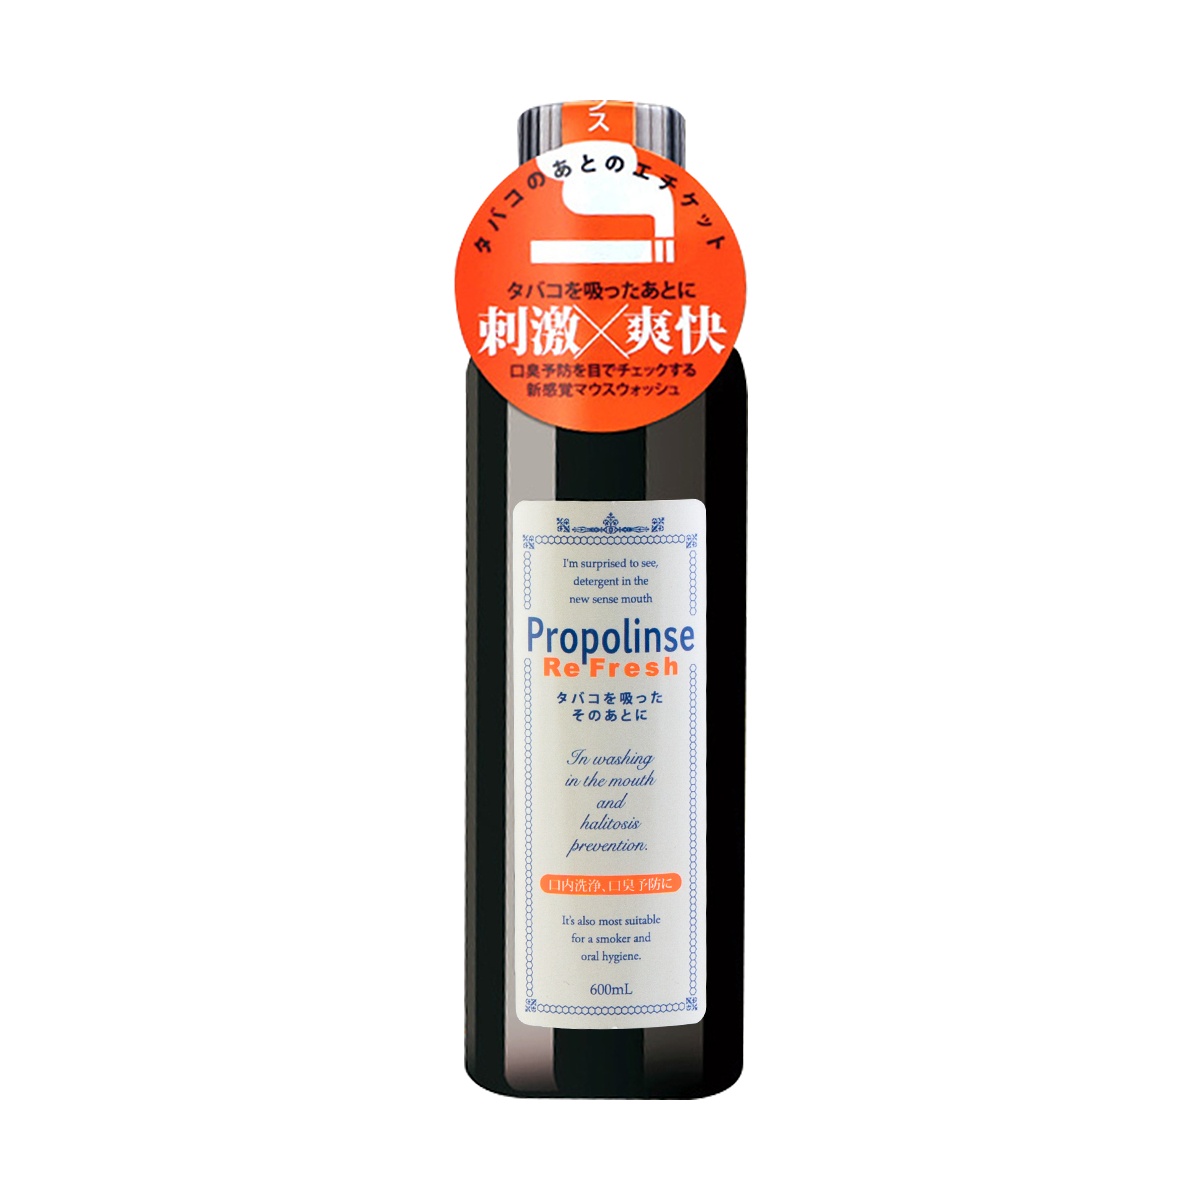 ンス
タバコのあとのエチケット
タバコを吸ったあとに
刺激×爽快
口臭予防を目でチェックする
新感覚マウスウォッシュ
I'm surprised to see,
detergent in the
new sense mouth
Propolinse
ReFresh
タバコを吸った
そのあとに
In washing
in the mouth
and
halitosis
prevention.
口内洗浄、口臭予防に
It's also most suitable
for a smoker and
oral hygiene.
600mL